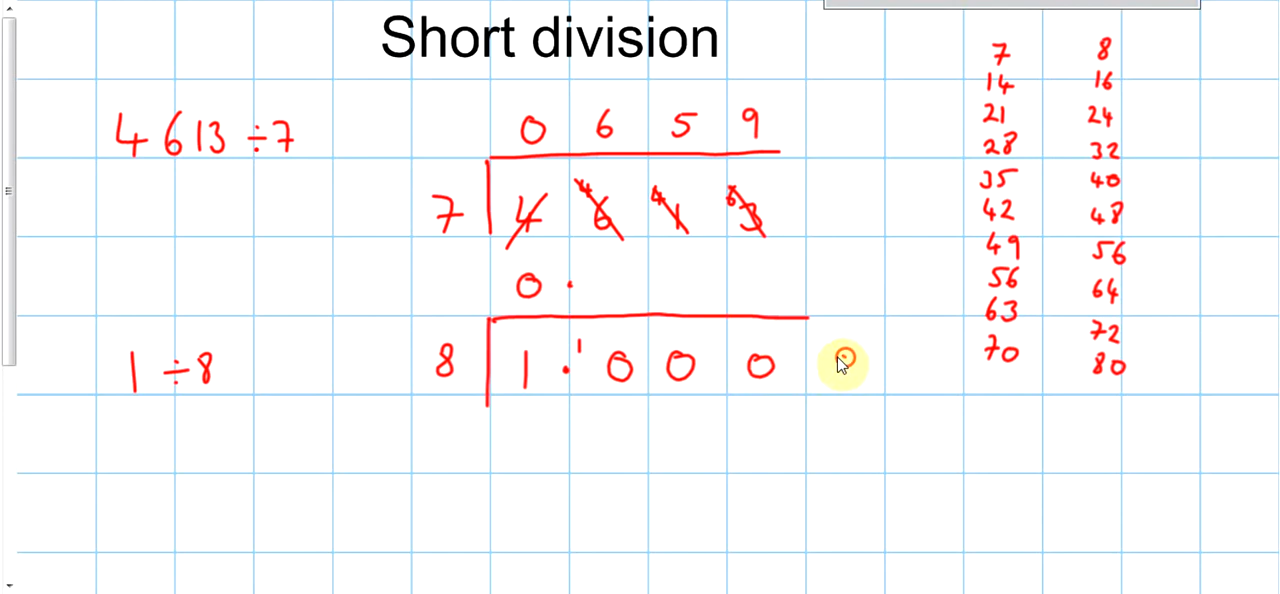 Short division
4613 ÷ 7
0 6 5 9
7 4 4 6 4 1 6 3
0 .
1 ÷ 8
8 1 . 1 0 0 0
7 8
14 16
21 24
28 32
35 40
42 48
49 56
56 64
63 72
70 80